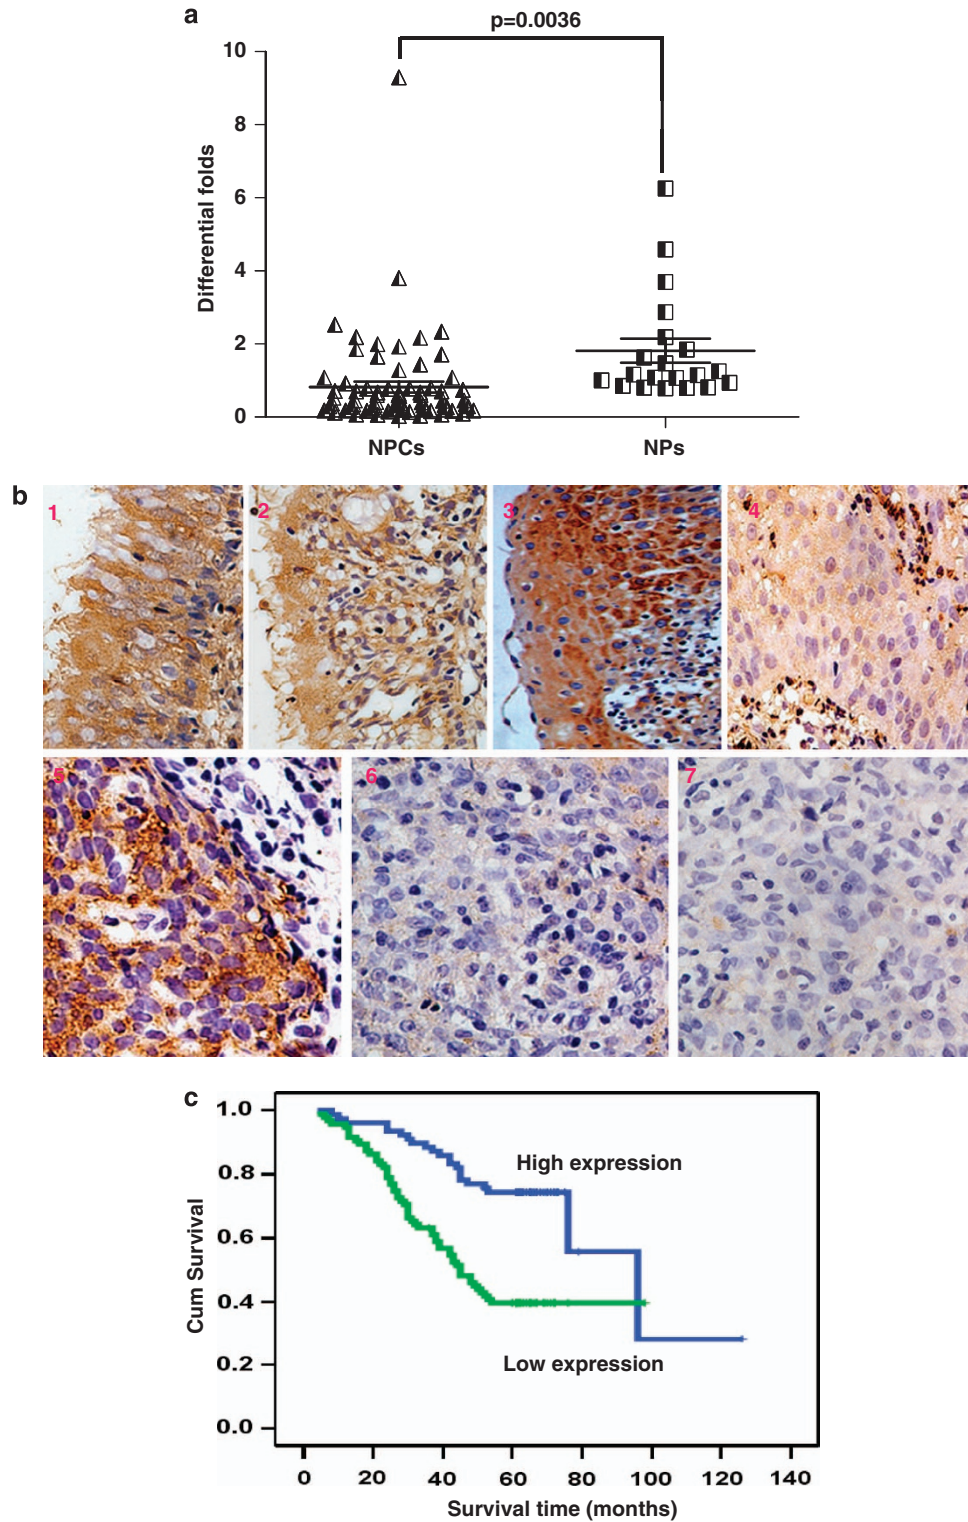 a
p=0.0036
10
8
6
4
2
0
Differential folds
NPCs
NPs
b
1
2
3
4
5
6
7
c
1.0
0.8
0.6
0.4
0.2
0.0
Cum Survival
High expression
Low expression
0 20 40 60 80 100 120 140
Survival time (months)